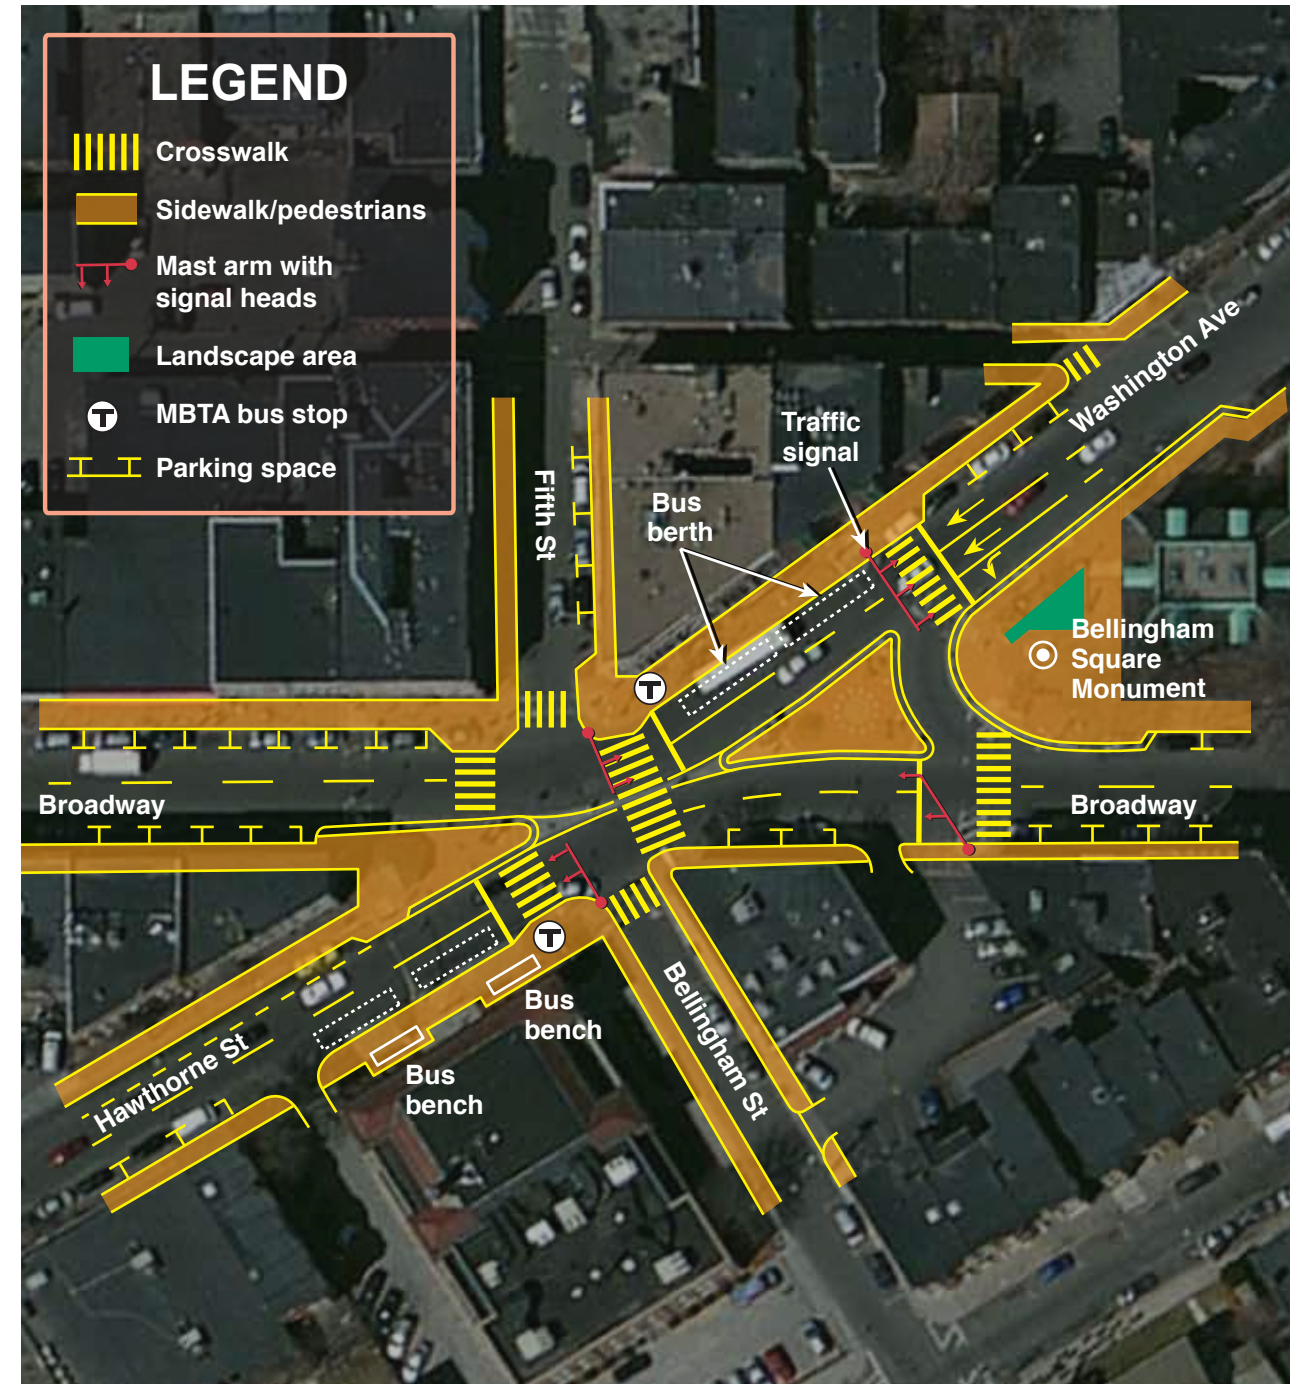 LEGEND
Crosswalk
Sidewalk/pedestrians
Mast arm with
signal heads
Landscape area
T
MBTA bus stop
Parking space
Washington Ave
Traffic
signal
Fifth St
Bus
berth
Bellingham
Square
Monument
T
Broadway
Broadway
T
Bus
bench
Bellingham St
Hawthorne St
Bus
bench